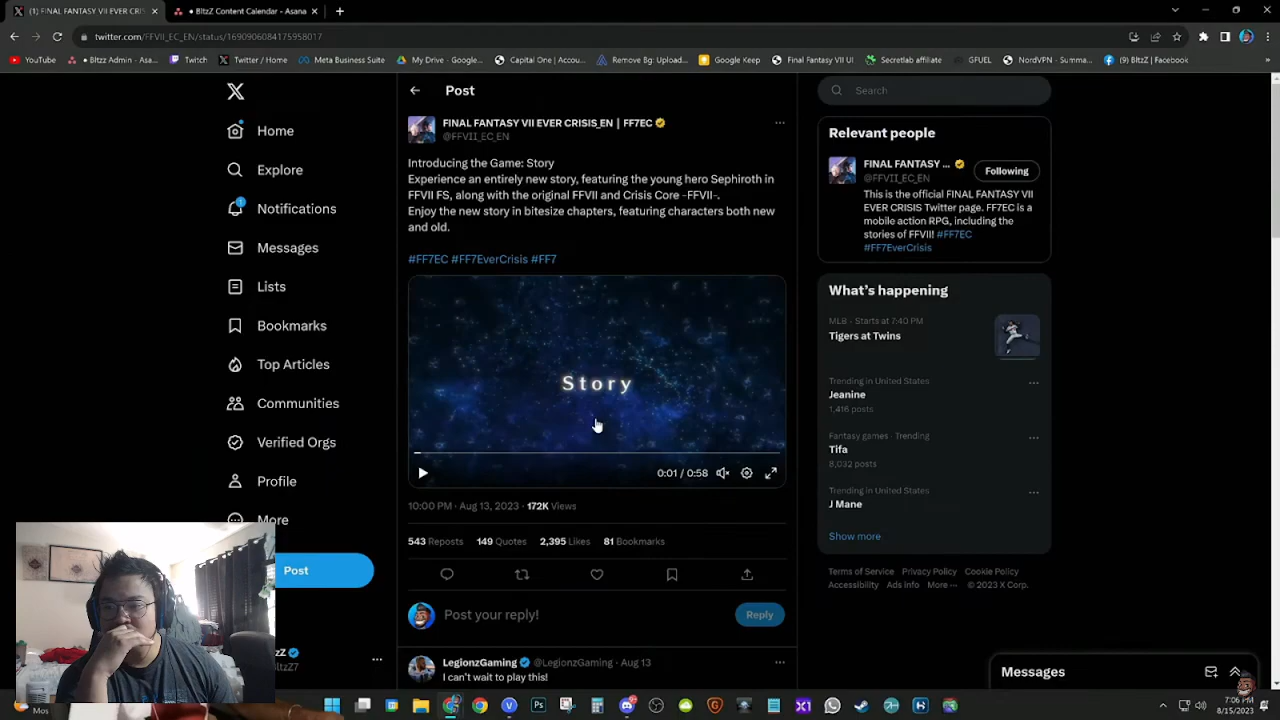 (1) FINAL FANTASY VII EVER CRIS
BltzZ Content Calendar - Asana
twitter.com/FFVII_EC_EN/status/1690906084175958017
YouTube
BltzZ Admin - Asa...
Twitch
Twitter / Home
Meta Business Suite
My Drive - Google...
Capital One | Accou...
Remove Bg: Upload...
Google Keep
Final Fantasy VII UI
Secretlab affiliate
GFUEL
NordVPN - Summa...
(9) BltzZ | Facebook
Home
Explore
1
Notifications
Messages
Lists
Bookmarks
Top Articles
Communities
Verified Orgs
Profile
More
Post
zZ
ltzZ7
Post
FINAL FANTASY VII EVER CRISIS_EN | FF7EC
@FFVII_EC_EN
Introducing the Game: Story
Experience an entirely new story, featuring the young hero Sephiroth in
FFVII FS, along with the original FFVII and Crisis Core -FFVII-.
Enjoy the new story in bitesize chapters, featuring characters both new
and old.
#FF7EC #FF7EverCrisis #FF7
Story
0:01 / 0:58
10:00 PM · Aug 13, 2023 · 172K Views
543 Reposts 149 Quotes 2,395 Likes 81 Bookmarks
Post your reply!
Reply
LegionzGaming @LegionzGaming · Aug 13
I can't wait to play this!
Search
Relevant people
FINAL FANTASY ...
@FFVII_EC_EN
Following
This is the official FINAL FANTASY VII
EVER CRISIS Twitter page. FF7EC is a
mobile action RPG, including the
stories of FFVII! #FF7EC
#FF7EverCrisis
What's happening
MLB · Starts at 7:40 PM
Tigers at Twins
Trending in United States
Jeanine
1,416 posts
Fantasy games · Trending
Tifa
8,032 posts
Trending in United States
J Mane
Show more
Terms of Service Privacy Policy Cookie Policy
Accessibility Ads info More ··· © 2023 X Corp.
Messages
Mos
7:06 PM
8/15/2023